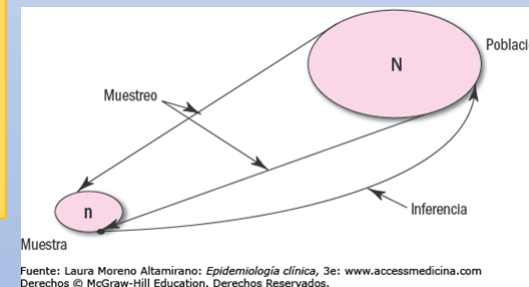 N
Poblaci
Muestreo
n
Inferencia
Muestra
Fuente: Laura Moreno Altamirano: Epidemiología clínica, 3e: www.accessmedicina.com
Derechos © McGraw-Hill Education. Derechos Reservados.